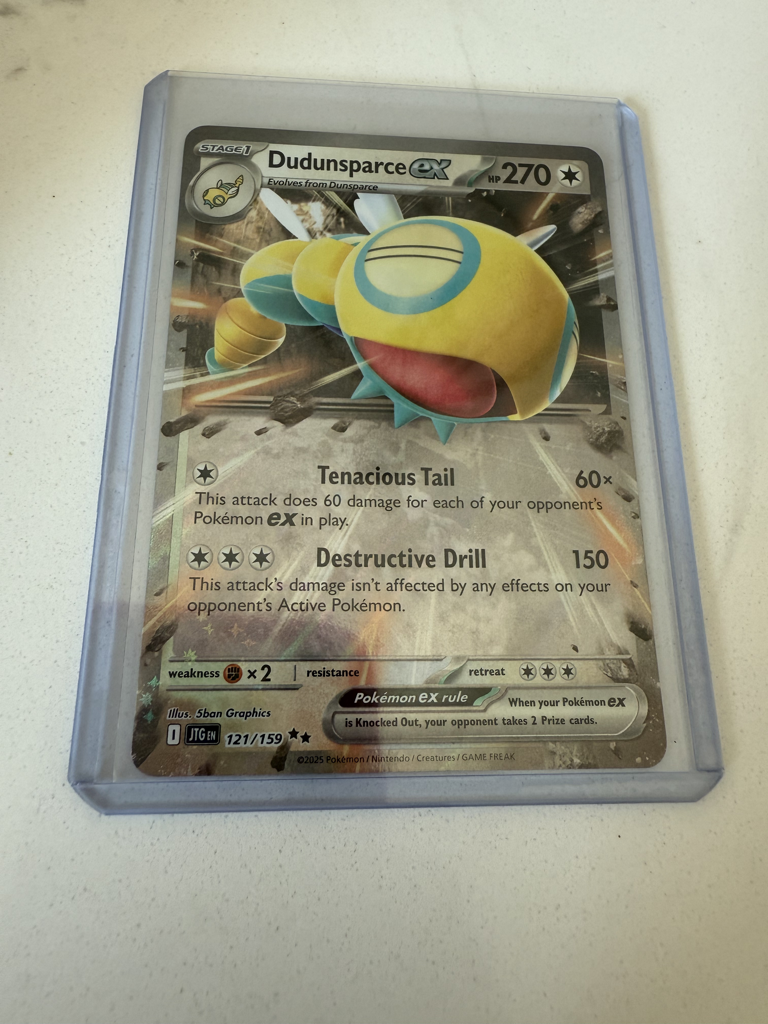 STAGE 1 Dudunsparce ex HP 270
Evolves from Dunsparce
Tenacious Tail 60×
This attack does 60 damage for each of your opponent's
Pokémon ex in play.
Destructive Drill 150
This attack's damage isn't affected by any effects on your
opponent's Active Pokémon.
weakness ×2 resistance retreat
Pokémon ex rule When your Pokémon ex
is Knocked Out, your opponent takes 2 Prize cards.
Illus. 5ban Graphics
I JTG EN 121/159
©2025 Pokémon / Nintendo / Creatures / GAME FREAK